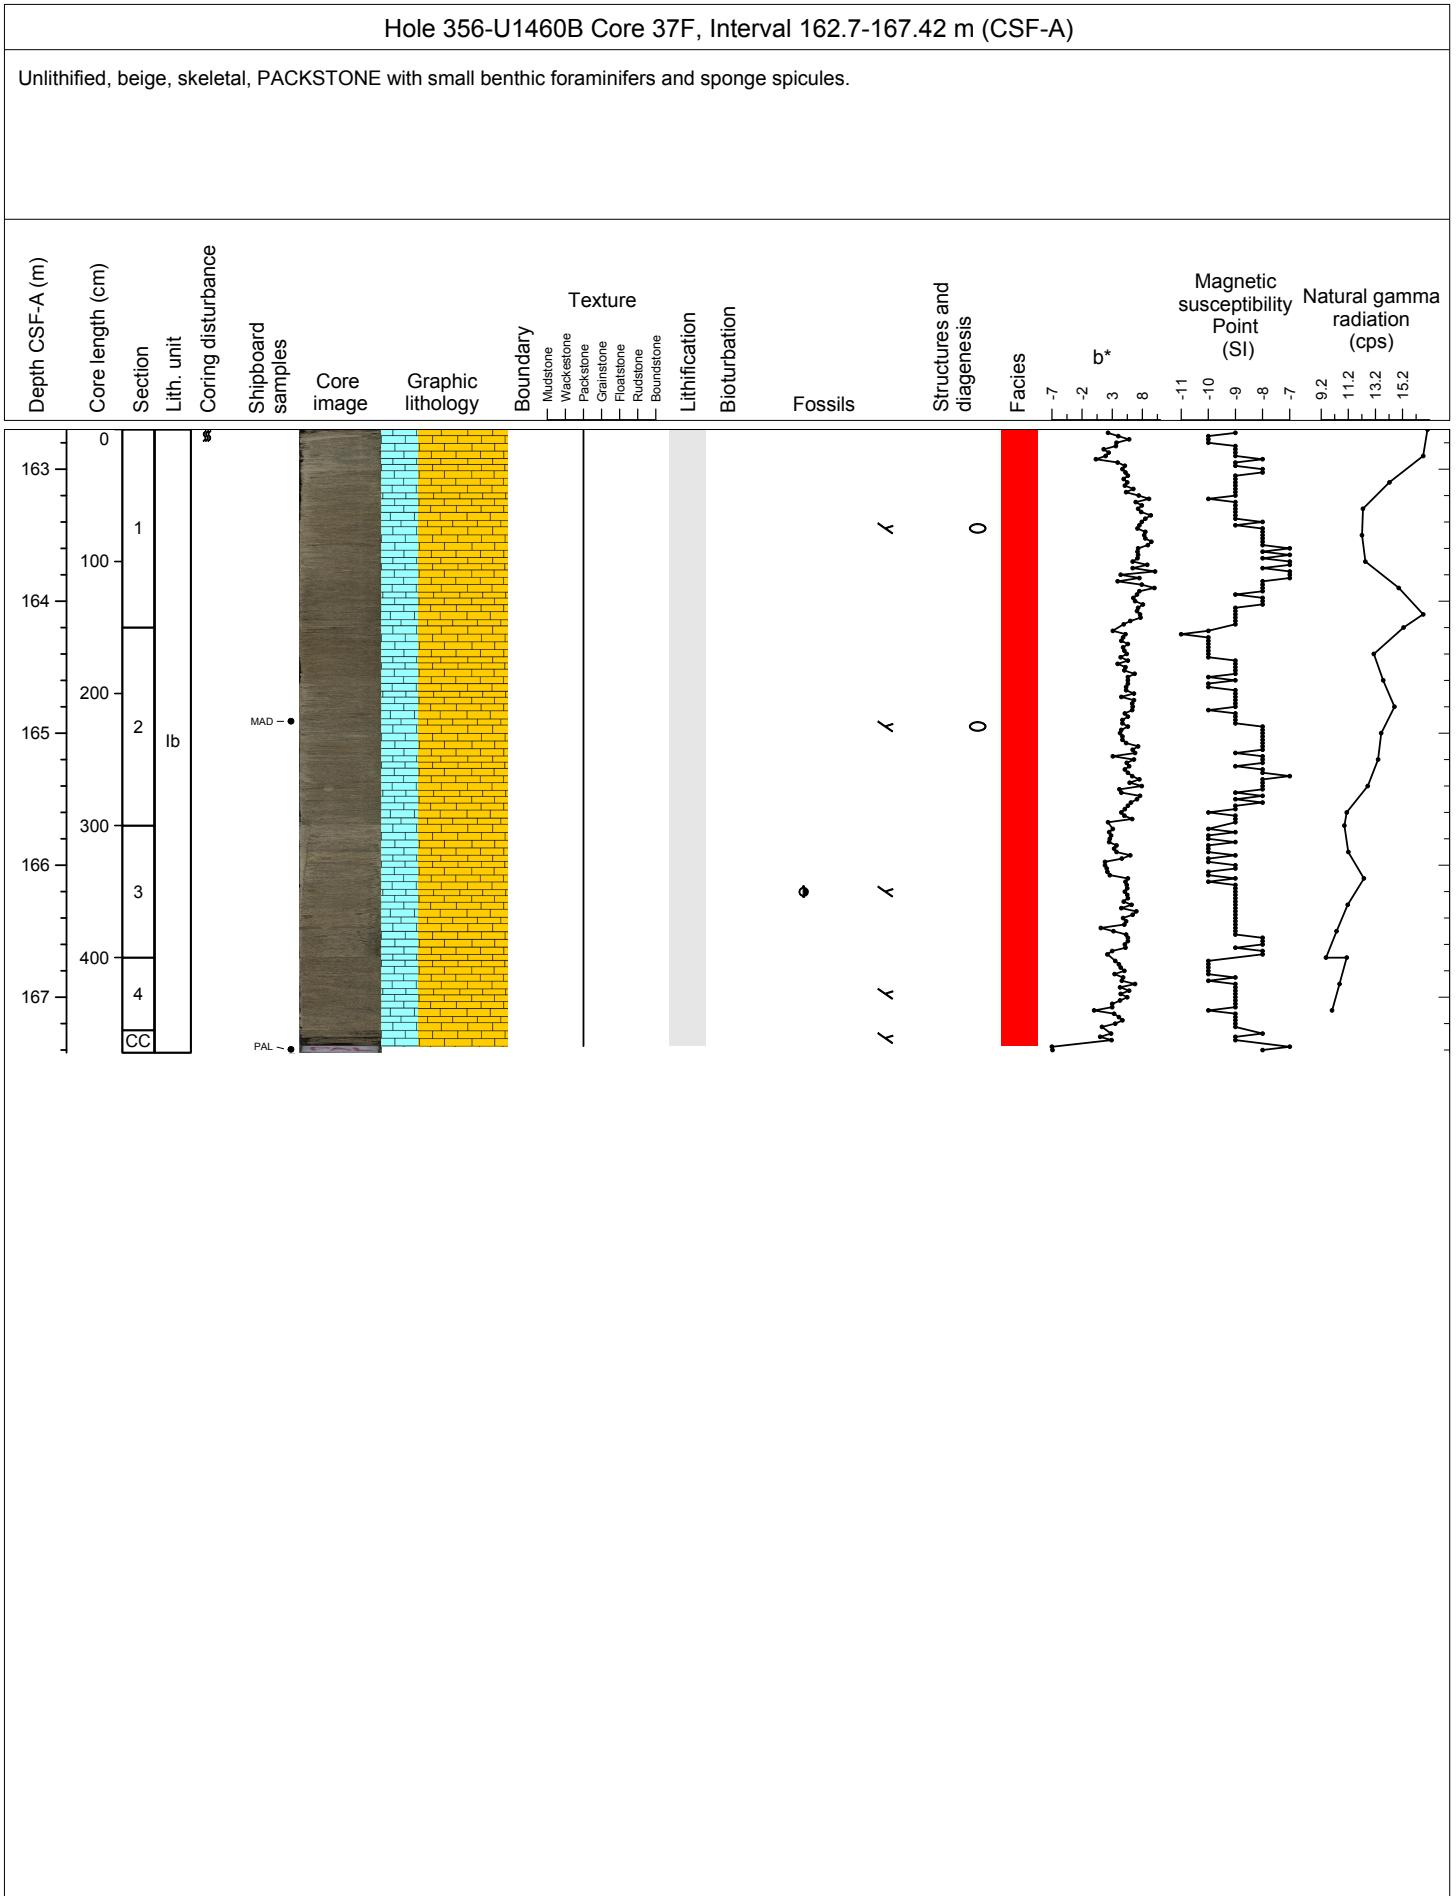 Hole 356-U1460B Core 37F, Interval 162.7-167.42 m (CSF-A)
Unlithified, beige, skeletal, PACKSTONE with small benthic foraminifers and sponge spicules.
Depth CSF-A (m)
Core length (cm)
Section
Lith. unit
Coring disturbance
Shipboard
samples
Core
image
Graphic
lithology
Boundary
Texture
Mudstone
Wackestone
Packstone
Grainstone
Floatstone
Rudstone
Boundstone
Lithification
Bioturbation
Fossils
Structures and
diagenesis
Facies
b*
-7
-2
3
8
Magnetic
susceptibility
Point
(SI)
-11
-10
-9
-8
-7
Natural gamma
radiation
(cps)
9.2
11.2
13.2
15.2
163
164
165
166
167
0
100
200
300
400
1
2
3
4
CC
Ib
MAD
PAL